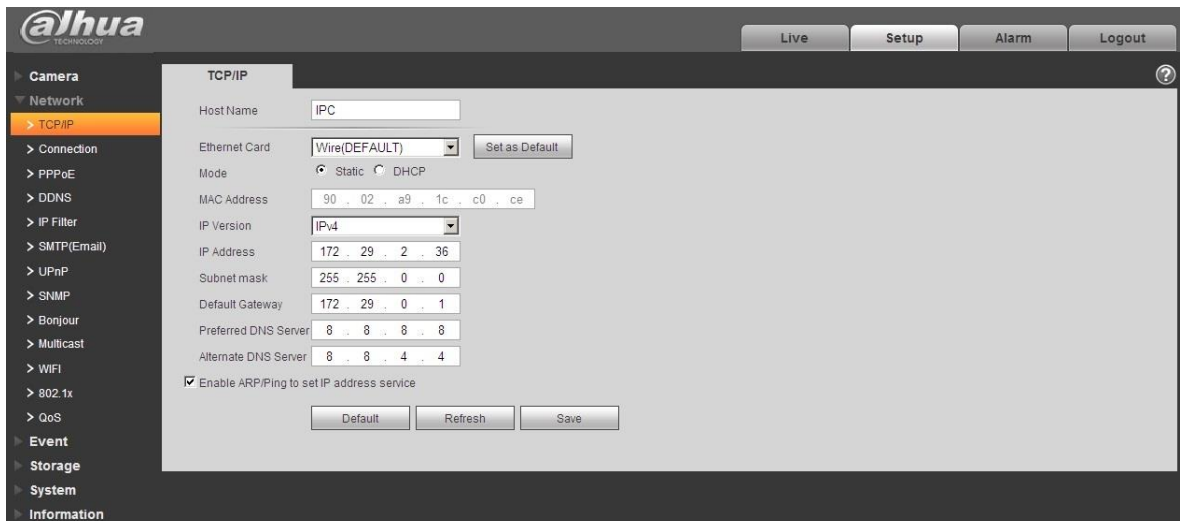 alhua
TECHNOLOGY
Live Setup Alarm Logout
Camera
Network
> TCP/IP
> Connection
> PPPoE
> DDNS
> IP Filter
> SMTP(Email)
> UPnP
> SNMP
> Bonjour
> Multicast
> WIFI
> 802.1x
> QoS
Event
Storage
System
Information
TCP/IP ?
Host Name IPC
Ethernet Card Wire(DEFAULT) Set as Default
Mode Static DHCP
MAC Address 90 . 02 . a9 . 1c . c0 . ce
IP Version IPv4
IP Address 172 . 29 . 2 . 36
Subnet mask 255 . 255 . 0 . 0
Default Gateway 172 . 29 . 0 . 1
Preferred DNS Server 8 . 8 . 8 . 8
Alternate DNS Server 8 . 8 . 4 . 4
Enable ARP/Ping to set IP address service
Default Refresh Save